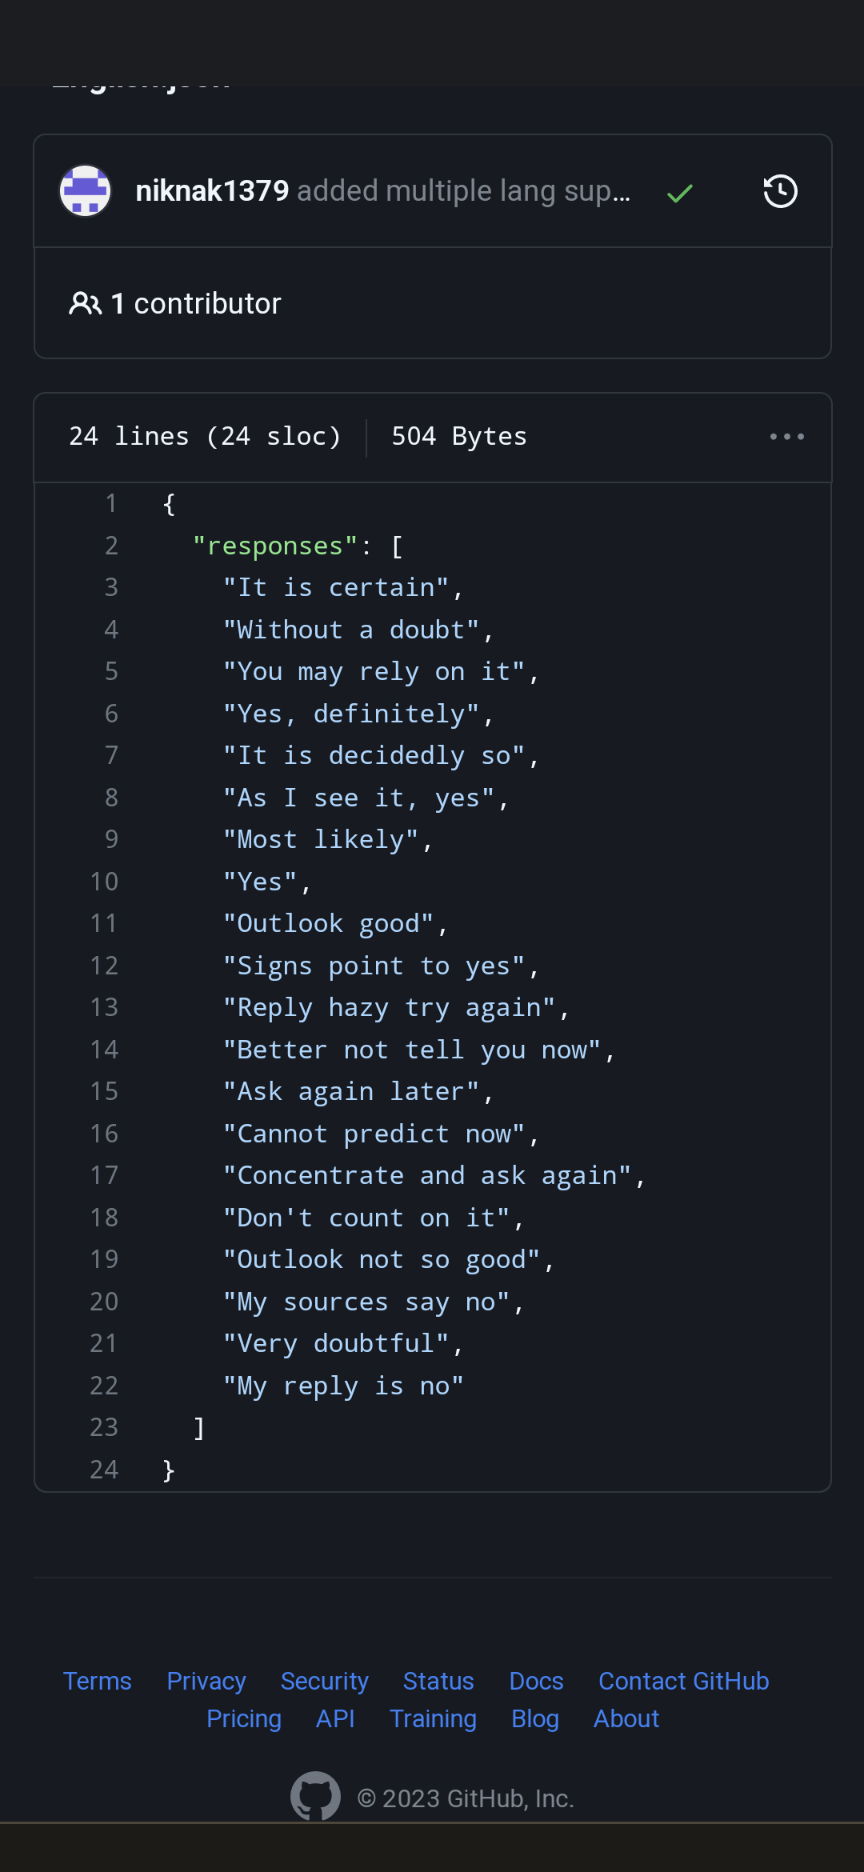 niknak1379 added multiple lang sup...
1 contributor
24 lines (24 sloc) 504 Bytes
1 {
2 "responses": [
3 "It is certain",
4 "Without a doubt",
5 "You may rely on it",
6 "Yes, definitely",
7 "It is decidedly so",
8 "As I see it, yes",
9 "Most likely",
10 "Yes",
11 "Outlook good",
12 "Signs point to yes",
13 "Reply hazy try again",
14 "Better not tell you now",
15 "Ask again later",
16 "Cannot predict now",
17 "Concentrate and ask again",
18 "Don't count on it",
19 "Outlook not so good",
20 "My sources say no",
21 "Very doubtful",
22 "My reply is no"
23 ]
24 }
Terms Privacy Security Status Docs Contact GitHub
Pricing API Training Blog About
© 2023 GitHub, Inc.